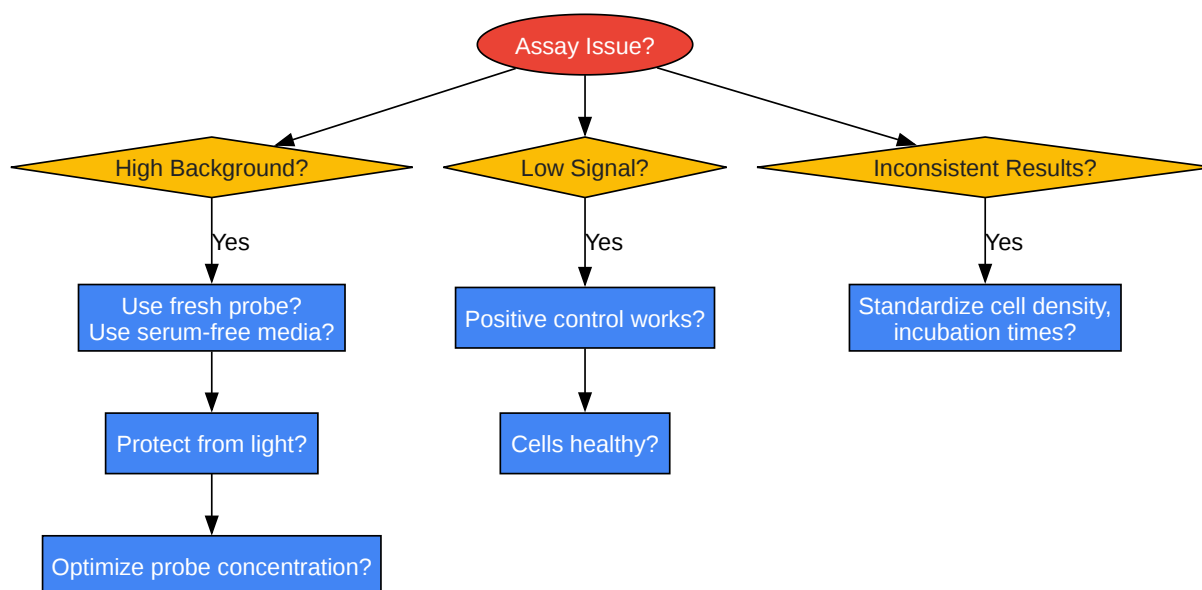 Assay Issue?
High Background?
Low Signal?
Inconsistent Results?
Yes
Yes
Yes
Use fresh probe?
Use serum-free media?
Positive control works?
Standardize cell density,
incubation times?
Protect from light?
Cells healthy?
Optimize probe concentration?